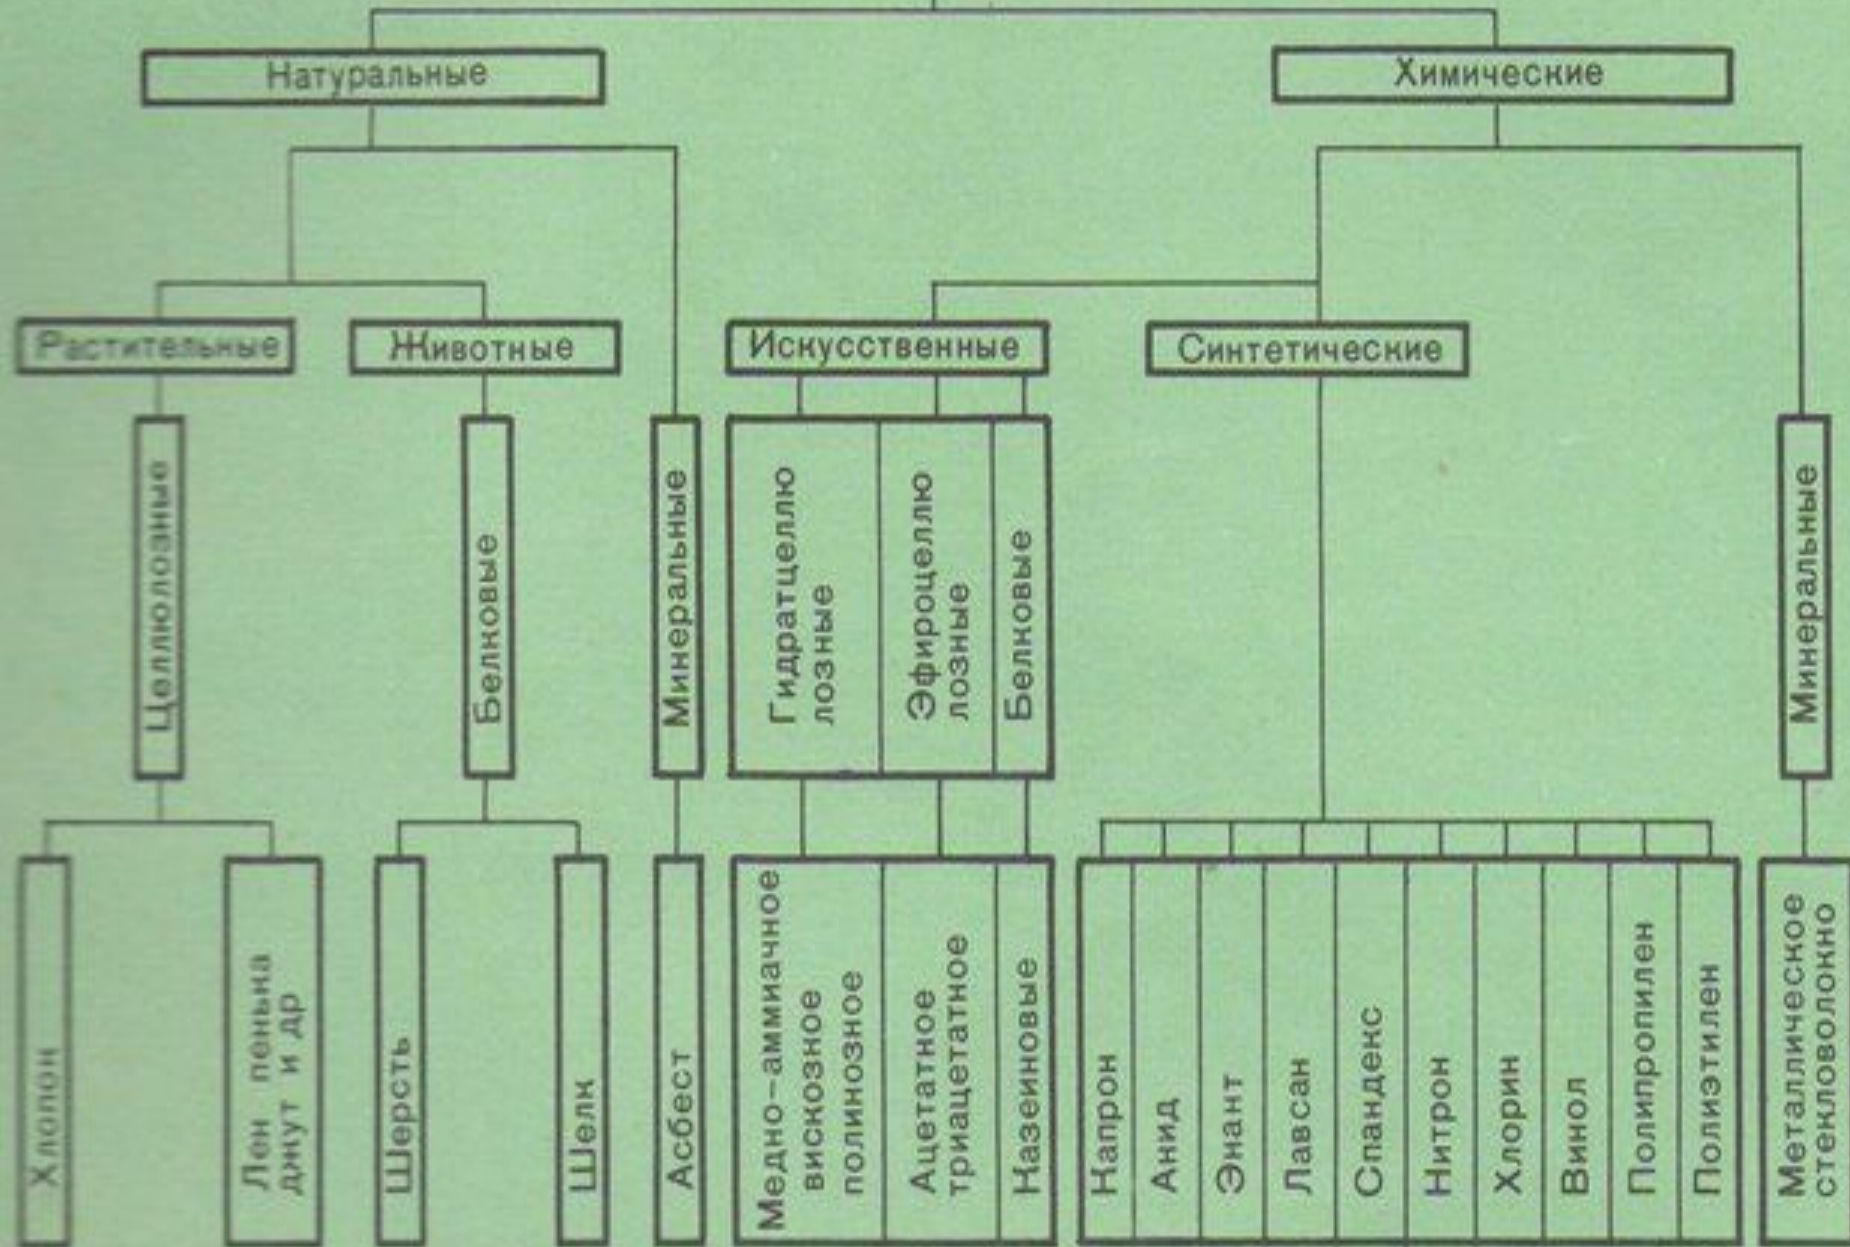 Натуральные
Химические
Растительные
Животные
Искусственные
Синтетические
Целлюлозные
Белковые
Минеральные
Гидратцеллю
лозные
Эфироцеллю
лозные
Белковые
Минеральные
Хлопок
Лен пенька
джут и др
Шерсть
Шелк
Асбест
Медно-аммиачное
вискозное
полинозное
Ацетатное
триацетатное
Казеиновые
Капрон
Анид
Энант
Лавсан
Спандекс
Нитрон
Хлорин
Винол
Полипропилен
Полиэтилен
Металлическое
стекловолокно